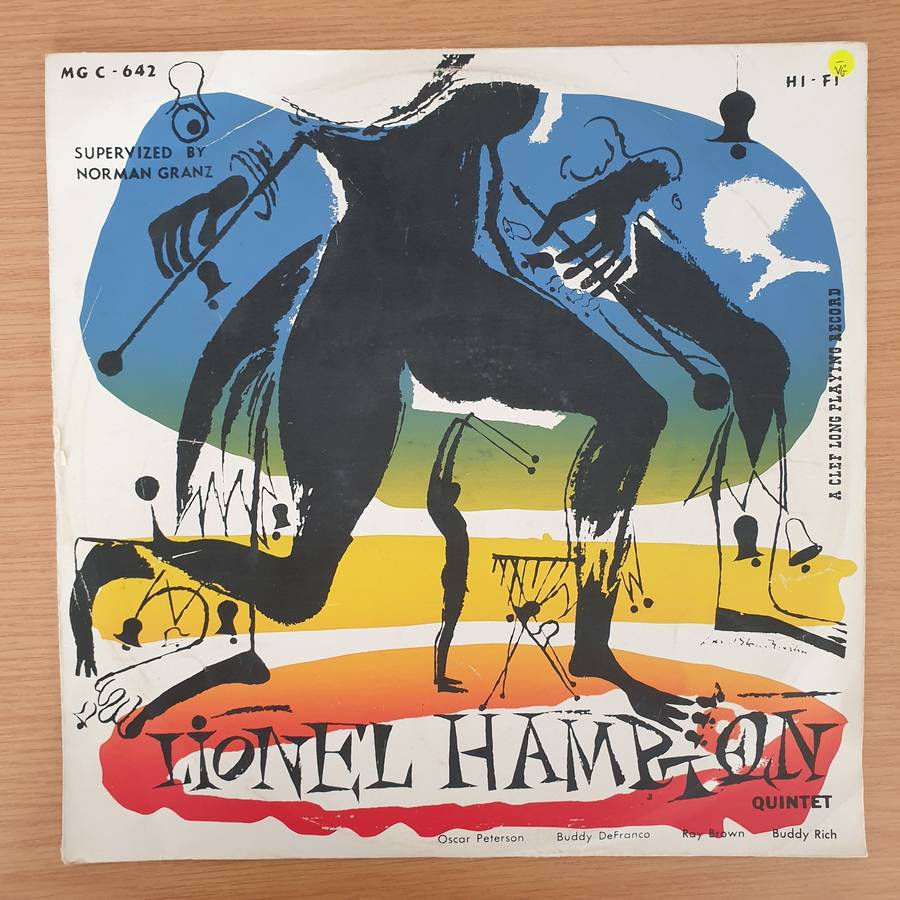 MG C - 642
HI - FI
VG
SUPERVIZED BY
NORMAN GRANZ
A CLEF LONG PLAYING RECORD
LIONEL HAMPTON
QUINTET
Oscar Peterson Buddy DeFranco Ray Brown Buddy Rich